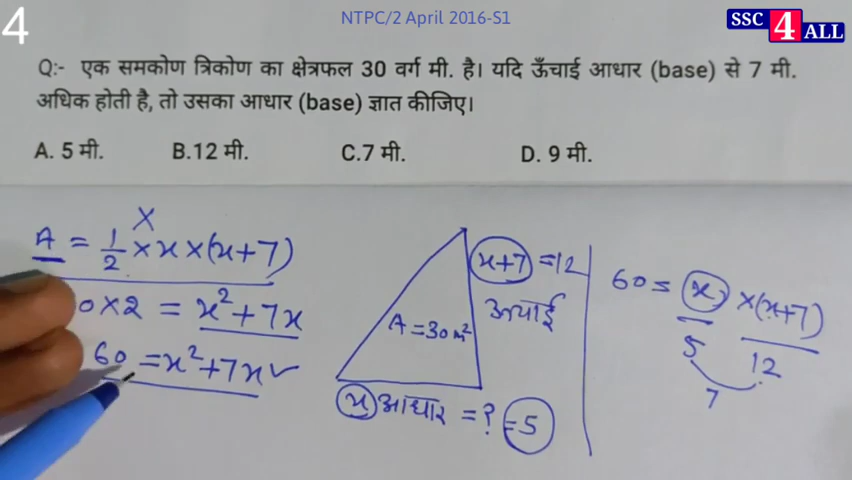 4
NTPC/2 April 2016-S1
SSC 4 ALL
Q:- एक समकोण त्रिकोण का क्षेत्रफल 30 वर्ग मी. है। यदि ऊँचाई आधार (base) से 7 मी.
अधिक होती है, तो उसका आधार (base) ज्ञात कीजिए।
A. 5 मी. B.12 मी. C.7 मी. D. 9 मी.
x
A = 1/2 × x × (x+7)
0 × 2 = x² + 7x
60 = x² + 7x ✓
x+7 = 12
ऊचाई
A = 30m²
x आधार = ? = 5
60 = x × (x+7)
5 12
7